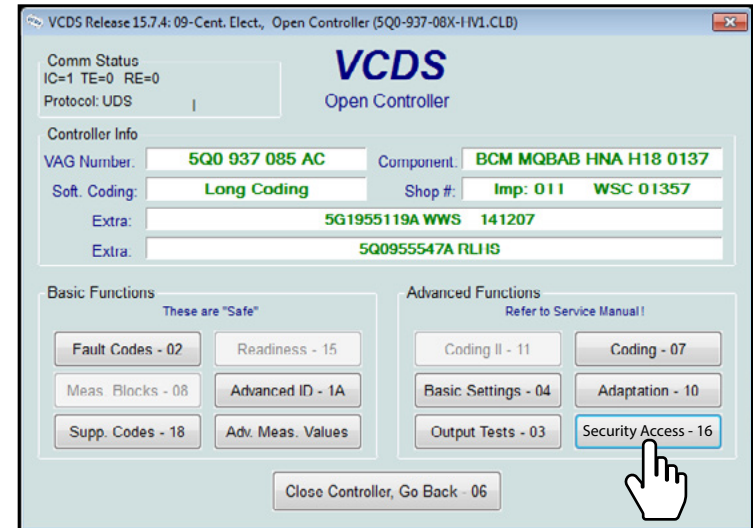 VCDS Release 15.7.4: 09-Cent. Elect., Open Controller (5Q0-937-08X-HV1.CLB)
Comm Status
IC=1 TE=0 RE=0
Protocol: UDS |
VCDS
Open Controller
Controller Info
VAG Number: 5Q0 937 085 AC Component: BCM MQBAB HNA H18 0137
Soft. Coding: Long Coding Shop #: Imp: 011 WSC 01357
Extra: 5G1955119A WWS 141207
Extra: 5Q0955547A RLHS
Basic Functions
These are "Safe"
Fault Codes - 02 Readiness - 15
Meas. Blocks - 08 Advanced ID - 1A
Supp. Codes - 18 Adv. Meas. Values
Advanced Functions
Refer to Service Manual!
Coding II - 11 Coding - 07
Basic Settings - 04 Adaptation - 10
Output Tests - 03 Security Access - 16
Close Controller, Go Back - 06